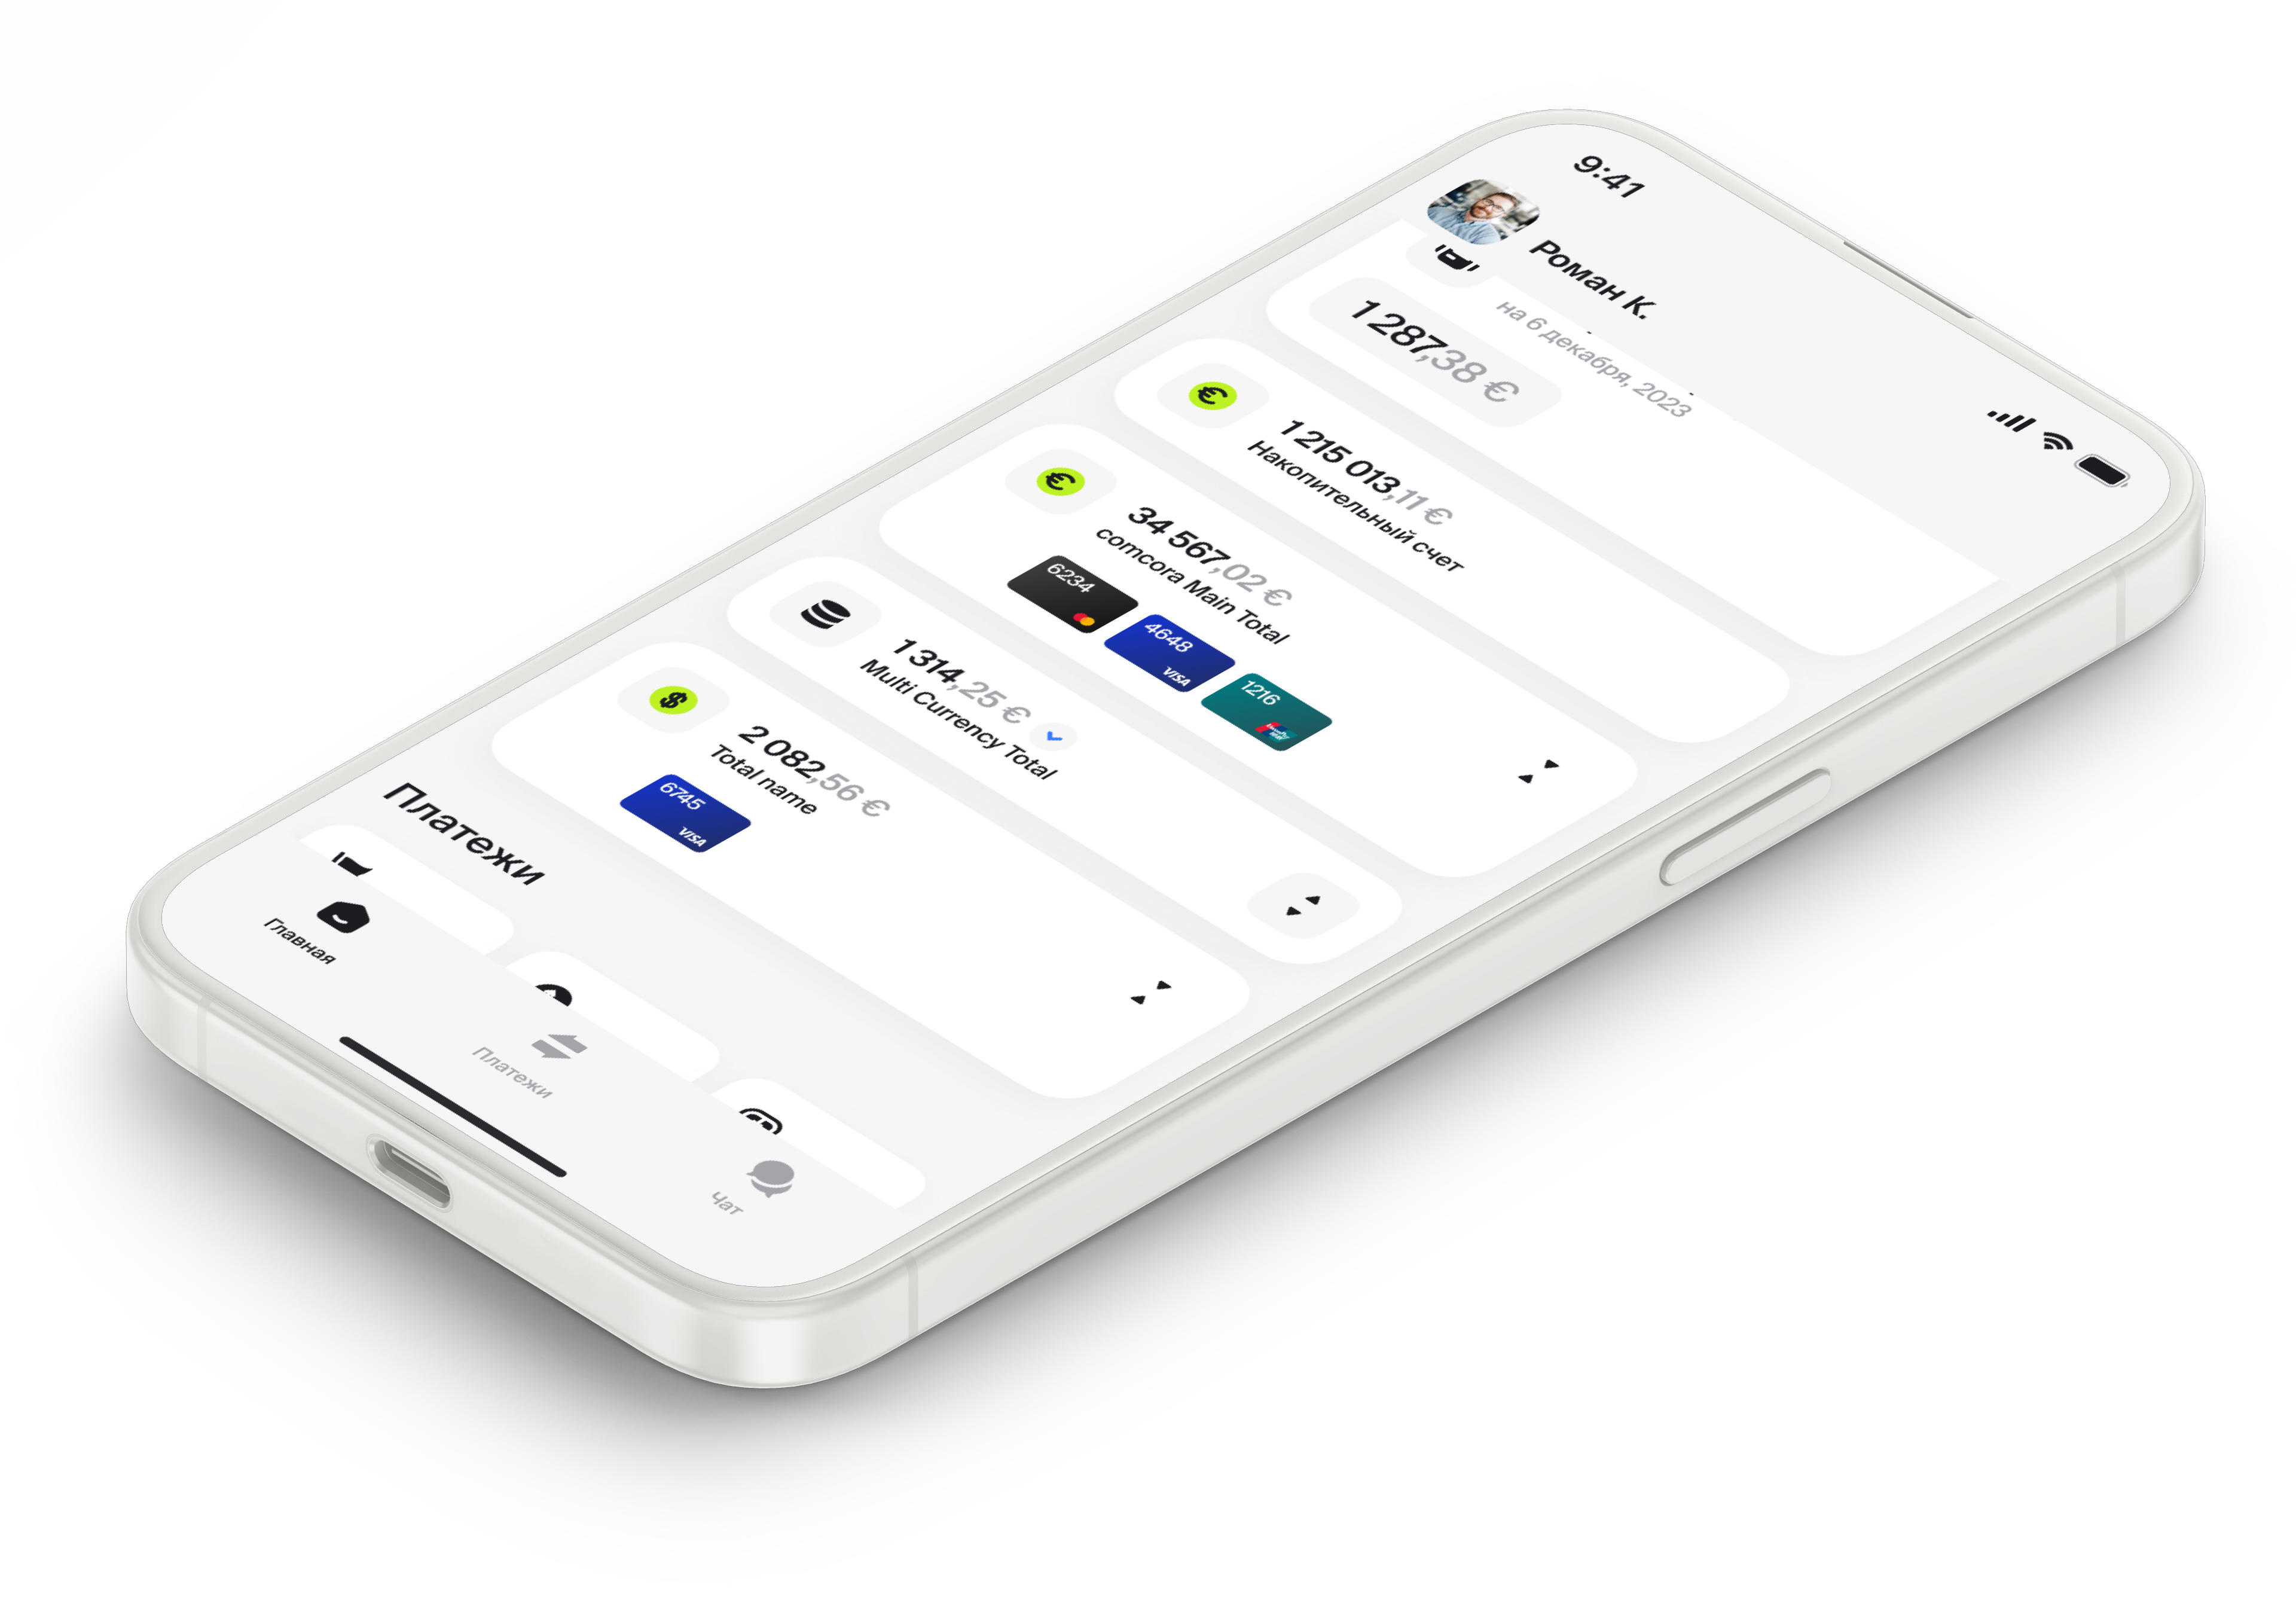 9:41
Роман К.
на 6 декабря, 2023
1 287,38 €
1 215 013,11 €
Накопительный счет
34 567,02 €
comcora Main Total
6234
4648
VISA
1216
1 314,25 €
Multi Currency Total
2 082,56 €
Total name
6745
VISA
Платежи
Главная
Платежи
Чат